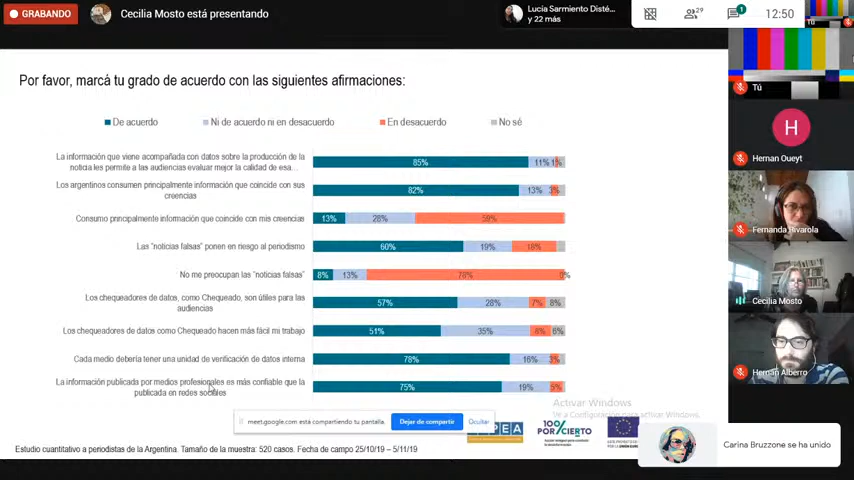 GRABANDO
Cecilia Mosto está presentando
Lucía Sarmiento Disté...
y 22 más
29
1
12:50
Tú
Por favor, marcá tu grado de acuerdo con las siguientes afirmaciones:
De acuerdo
Ni de acuerdo ni en desacuerdo
En desacuerdo
No sé
La información que viene acompañada con datos sobre la producción de la
noticia les permite a las audiencias evaluar mejor la calidad de esa...
85%
11%
1%
Los argentinos consumen principalmente información que coincide con sus
creencias
82%
13%
3%
Consumo principalmente información que coincide con mis creencias
13%
28%
59%
Las "noticias falsas" ponen en riesgo al periodismo
60%
19%
18%
No me preocupan las "noticias falsas"
8%
13%
78%
0%
Los chequeadores de datos, como Chequeado, son útiles para las
audiencias
57%
28%
7%
8%
Los chequeadores de datos como Chequeado hacen más fácil mi trabajo
51%
35%
8%
6%
Cada medio debería tener una unidad de verificación de datos interna
78%
16%
3%
La información publicada por medios profesionales es más confiable que la
publicada en redes sociales
75%
19%
5%
Tú
H
Hernan Oueyt
Fernanda Rivarola
Cecilia Mosto
Hernán Alberro
Activar Windows
Ve a Configuración para activar Windows.
meet.google.com está compartiendo tu pantalla.
Dejar de compartir
Ocultar
100%
POR CIERTO
Carina Bruzzone se ha unido
Estudio cuantitativo a periodistas de la Argentina. Tamaño de la muestra: 520 casos. Fecha de campo 25/10/19 – 5/11/19